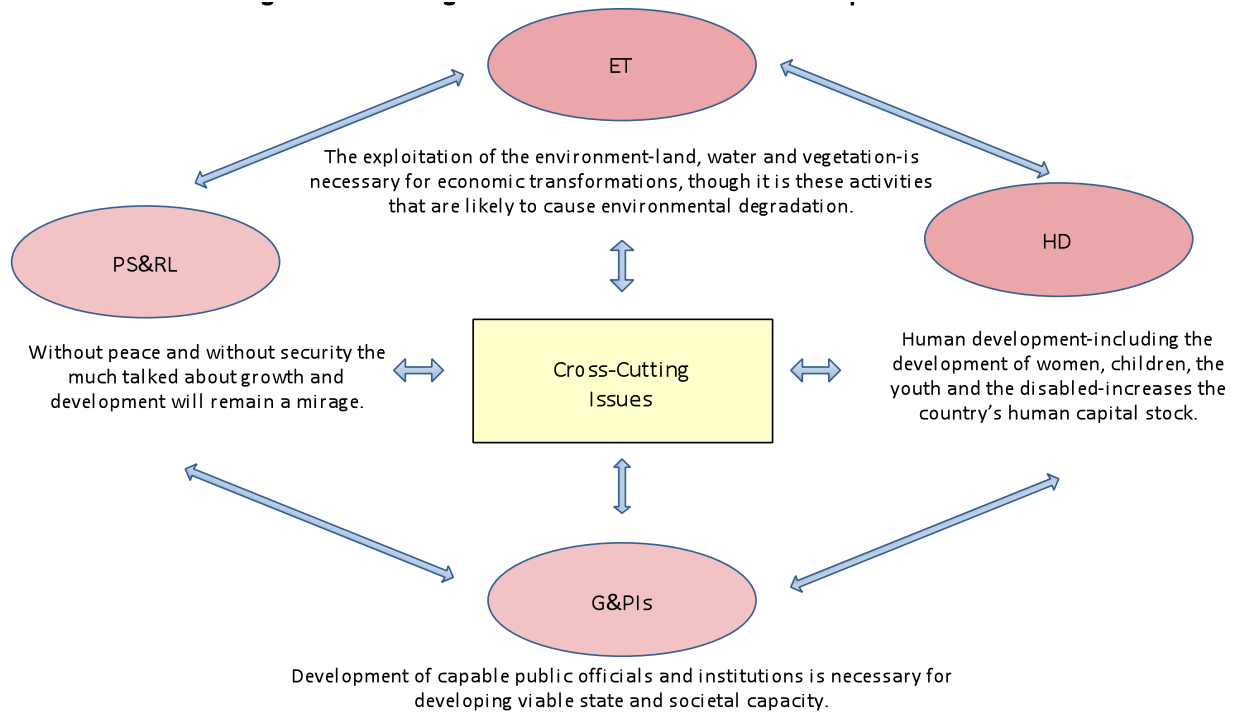 ET
The exploitation of the environment-land, water and vegetation-is
necessary for economic transformations, though it is these activities
that are likely to cause environmental degradation.
PS&RL
HD
Without peace and without security the
much talked about growth and
development will remain a mirage.
Cross-Cutting
Issues
Human development-including the
development of women, children, the
youth and the disabled-increases the
country’s human capital stock.
G&PIs
Development of capable public officials and institutions is necessary for
developing viable state and societal capacity.